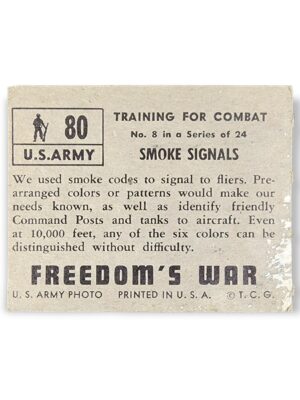 80
U.S. ARMY
TRAINING FOR COMBAT
No. 8 in a Series of 24
SMOKE SIGNALS
We used smoke codes to signal to fliers. Pre-
arranged colors or patterns would make our
needs known, as well as identify friendly
Command Posts and tanks to aircraft. Even
at 10,000 feet, any of the six colors can be
distinguished without difficulty.
FREEDOM'S WAR
U. S. ARMY PHOTO PRINTED IN U. S. A. © T. C. G.